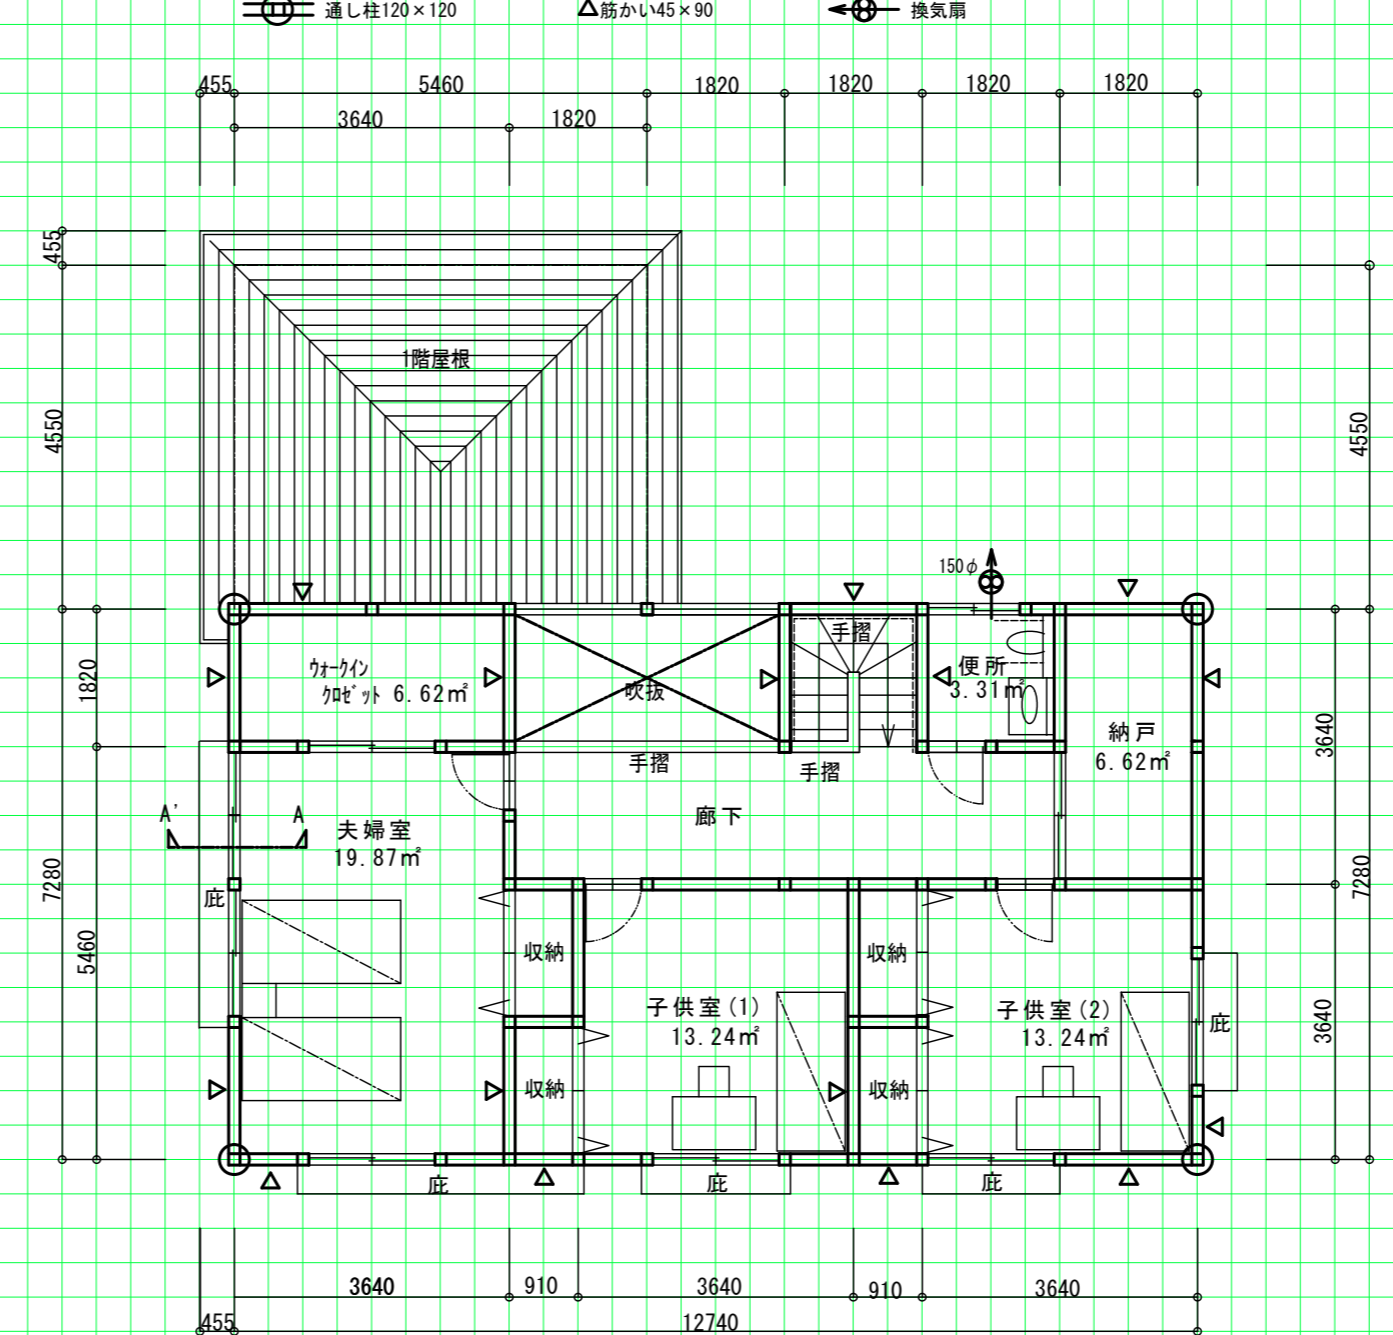 通し柱120×120
△筋かい45×90
換気扇
455
5460
1820
1820
1820
1820
3640
1820
455
1階屋根
4550
4550
150φ
手摺
ウォークイン
クロゼット 6.62㎡
吹抜
便所
3.31㎡
1820
納戸
6.62㎡
3640
手摺
手摺
A'
A
廊下
夫婦室
19.87㎡
7280
7280
庇
5460
収納
収納
子供室(1)
13.24㎡
子供室(2)
13.24㎡
庇
3640
収納
収納
庇
庇
庇
3640
910
3640
910
3640
455
12740